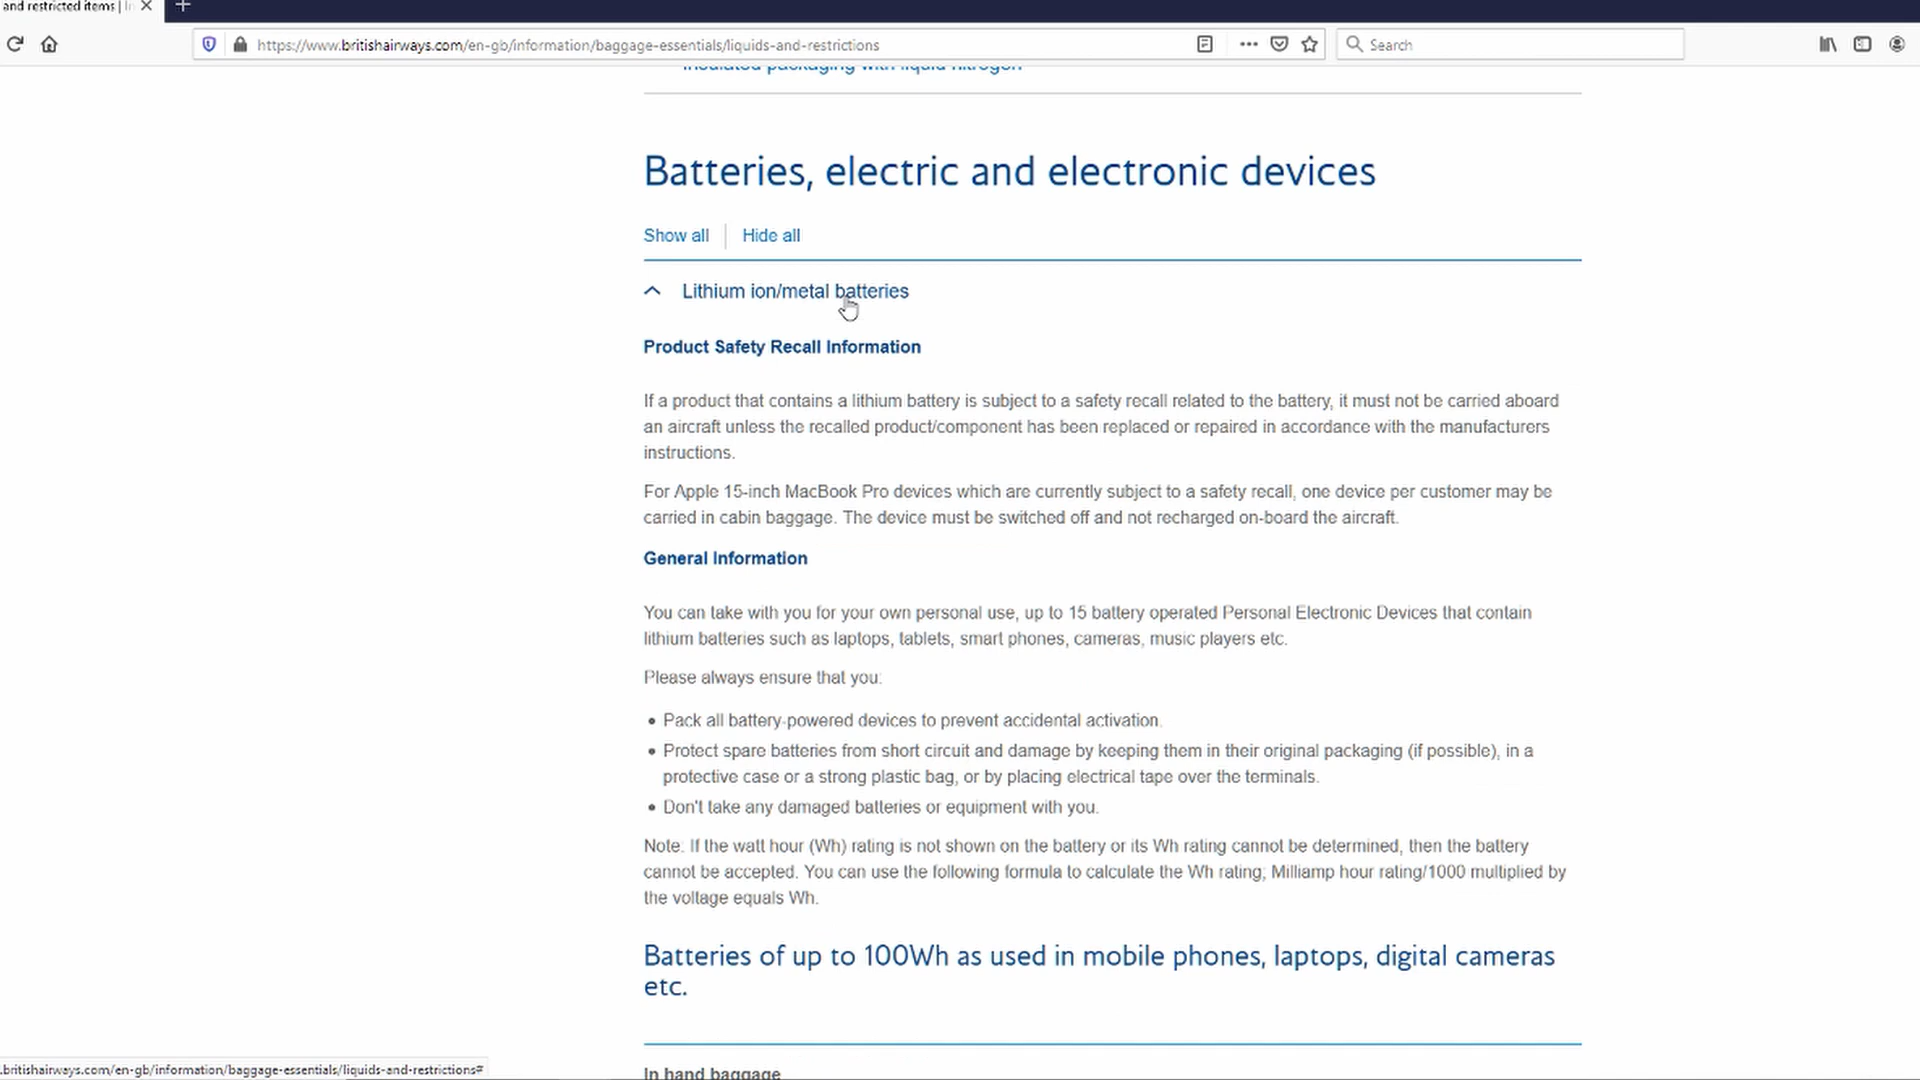 and restricted items | 
https://www.britishairways.com/en-gb/information/baggage-essentials/liquids-and-restrictions
Search
Insulated packaging with liquid nitrogen
Batteries, electric and electronic devices
Show all
Hide all
Lithium ion/metal batteries
Product Safety Recall Information
If a product that contains a lithium battery is subject to a safety recall related to the battery, it must not be carried aboard
an aircraft unless the recalled product/component has been replaced or repaired in accordance with the manufacturers
instructions.
For Apple 15-inch MacBook Pro devices which are currently subject to a safety recall, one device per customer may be
carried in cabin baggage. The device must be switched off and not recharged on-board the aircraft.
General Information
You can take with you for your own personal use, up to 15 battery operated Personal Electronic Devices that contain
lithium batteries such as laptops, tablets, smart phones, cameras, music players etc.
Please always ensure that you:
• Pack all battery-powered devices to prevent accidental activation.
• Protect spare batteries from short circuit and damage by keeping them in their original packaging (if possible), in a
protective case or a strong plastic bag, or by placing electrical tape over the terminals.
• Don't take any damaged batteries or equipment with you.
Note: If the watt hour (Wh) rating is not shown on the battery or its Wh rating cannot be determined, then the battery
cannot be accepted. You can use the following formula to calculate the Wh rating; Milliamp hour rating/1000 multiplied by
the voltage equals Wh.
Batteries of up to 100Wh as used in mobile phones, laptops, digital cameras
etc.
In hand baggage
.britishairways.com/en-gb/information/baggage-essentials/liquids-and-restrictions#